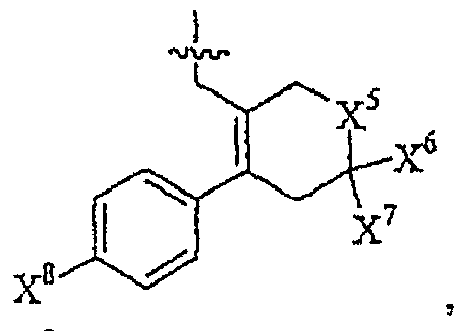 X⁵
X⁶
X⁷
X⁸
,